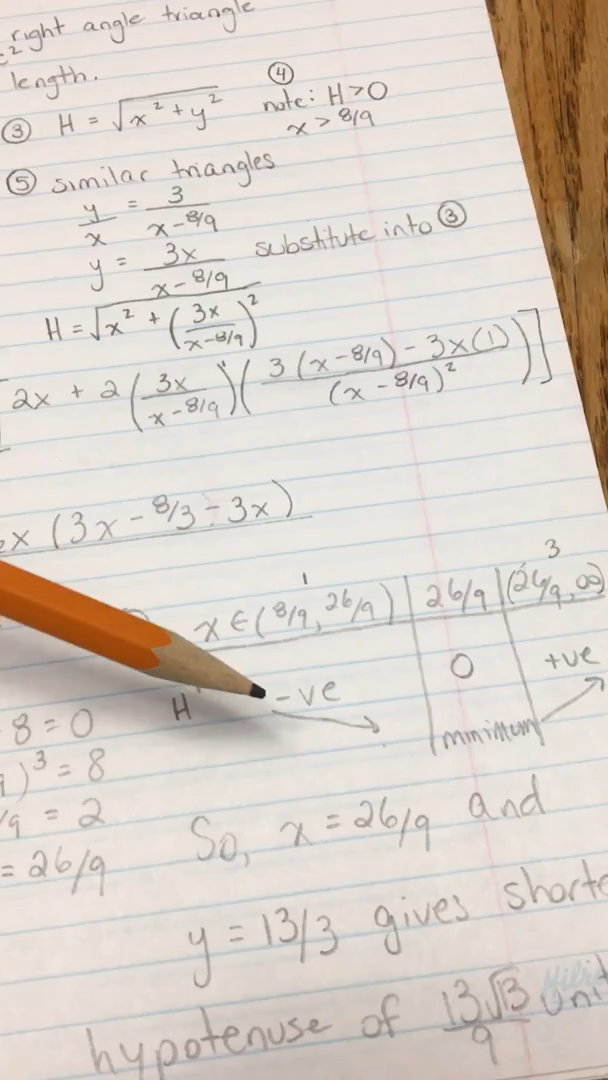 right angle triangle
c²
length.
③ H = √x² + y²
④
note: H > 0
x > 8/9
⑤ similar triangles
y/x = 3/(x - 8/9)
y = 3x/(x - 8/9) substitute into ③
H = √x² + (3x/(x - 8/9))²
2x + 2(3x/(x - 8/9))(3(x - 8/9) - 3x(1)/(x - 8/9)²)]
x (3x - 8/3 - 3x)
1 3
x ∈ (8/9, 26/9) | 26/9 | (26/9, ∞)
H' -ve 0 +ve
minimum
8 = 0
)³ = 8
/9 = 2
= 26/9
So, x = 26/9 and
y = 13/3 gives shorte
hypotenuse of 13√13/9 unit